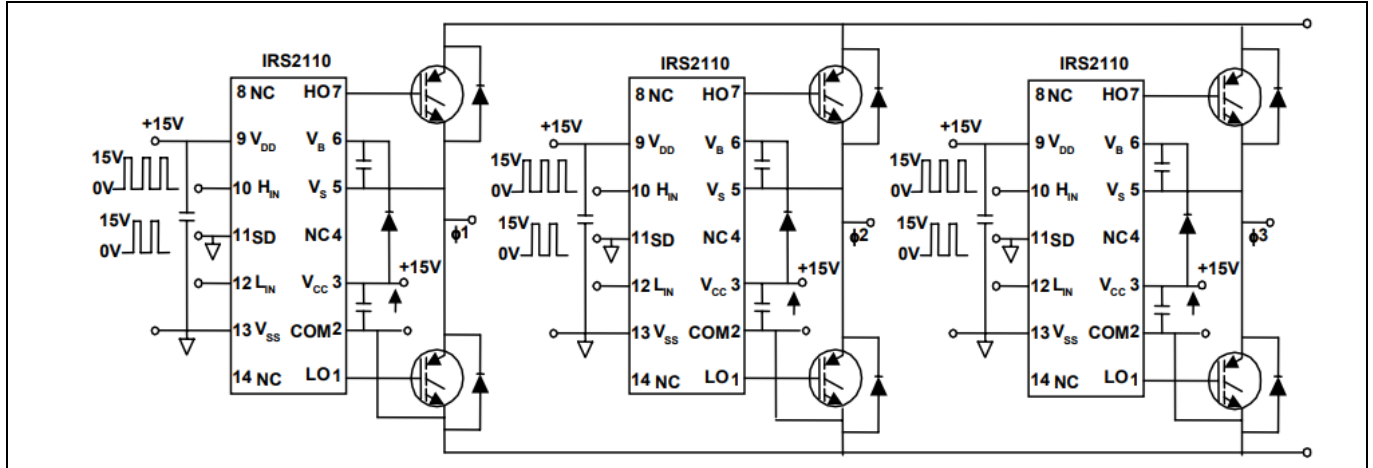 IRS2110
8 NC HO 7
+15V
9 VDD VB 6
15V
0V
10 HIN VS 5
15V
0V
11 SD NC 4
ϕ1
+15V
12 LIN VCC 3
13 VSS COM 2
14 NC LO 1
IRS2110
8 NC HO 7
+15V
9 VDD VB 6
15V
0V
10 HIN VS 5
15V
0V
11 SD NC 4
ϕ2
+15V
12 LIN VCC 3
13 VSS COM 2
14 NC LO 1
IRS2110
8 NC HO 7
+15V
9 VDD VB 6
15V
0V
10 HIN VS 5
15V
0V
11 SD NC 4
ϕ3
+15V
12 LIN VCC 3
13 VSS COM 2
14 NC LO 1